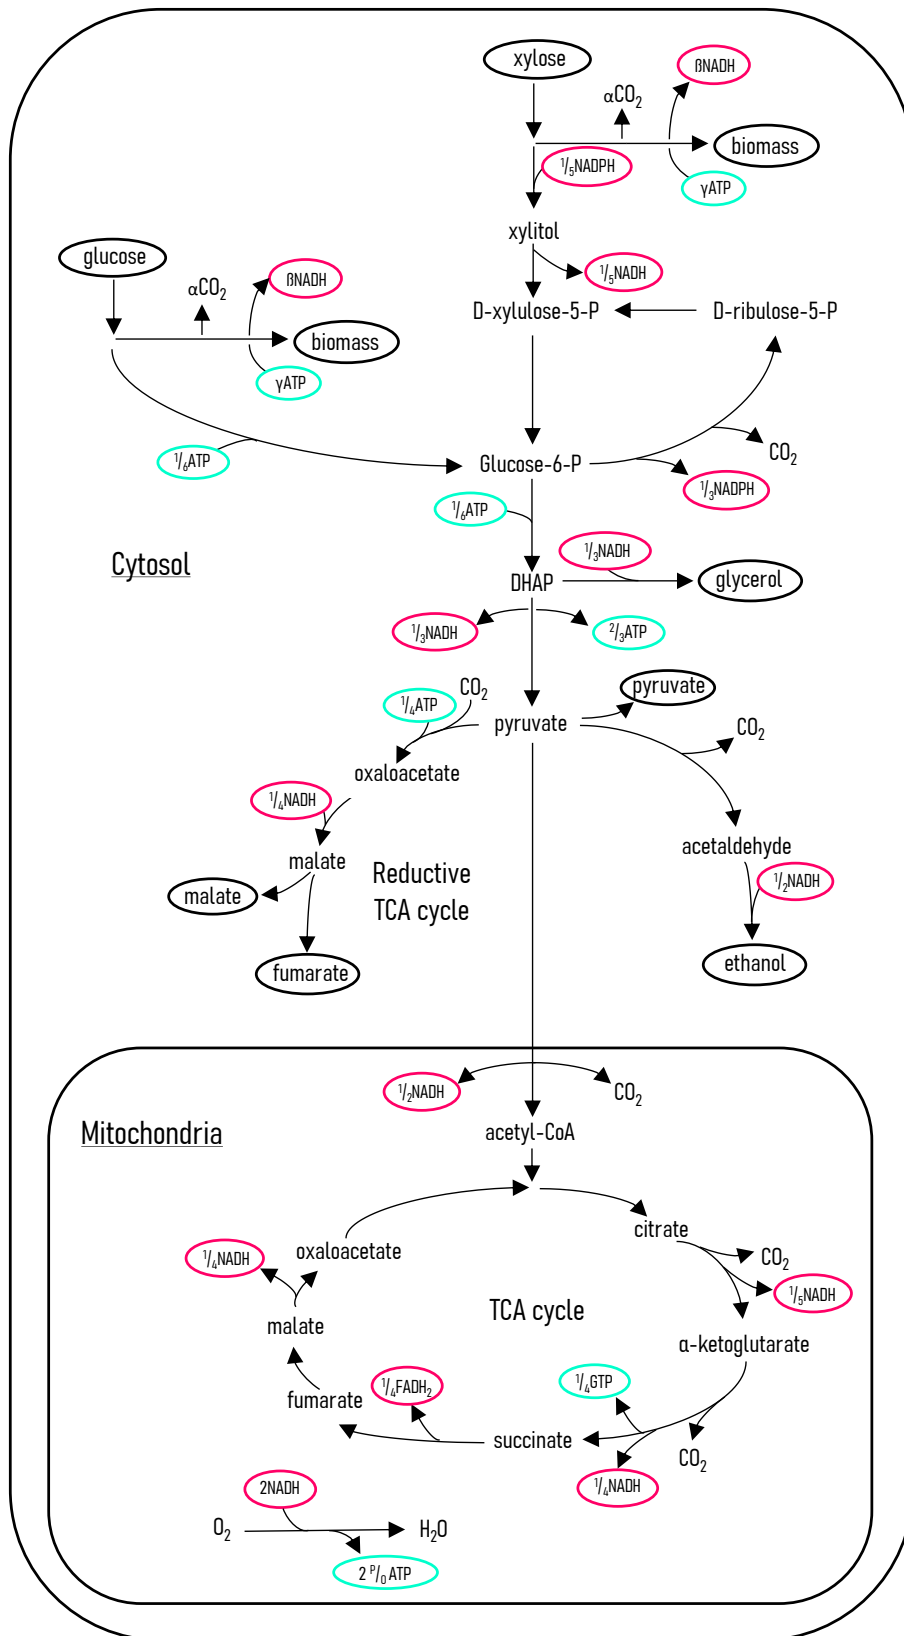 xylose
ßNADH
αCO₂
biomass
¹/₅NADPH
γATP
xylitol
glucose
ßNADH
¹/₅NADH
αCO₂
D-xylulose-5-P
D-ribulose-5-P
biomass
γATP
CO₂
¹/₆ATP
Glucose-6-P
¹/₃NADPH
¹/₆ATP
Cytosol
¹/₃NADH
DHAP
glycerol
¹/₃NADH
²/₃ATP
CO₂
pyruvate
¹/₄ATP
pyruvate
CO₂
oxaloacetate
¹/₄NADH
malate
acetaldehyde
Reductive
TCA cycle
¹/₂NADH
malate
fumarate
ethanol
¹/₂NADH
CO₂
Mitochondria
acetyl-CoA
citrate
oxaloacetate
¹/₄NADH
CO₂
¹/₅NADH
TCA cycle
malate
α-ketoglutarate
¹/₄FADH₂
¹/₄GTP
fumarate
succinate
CO₂
¹/₄NADH
2NADH
O₂
H₂O
2 ᴾ/₀ ATP